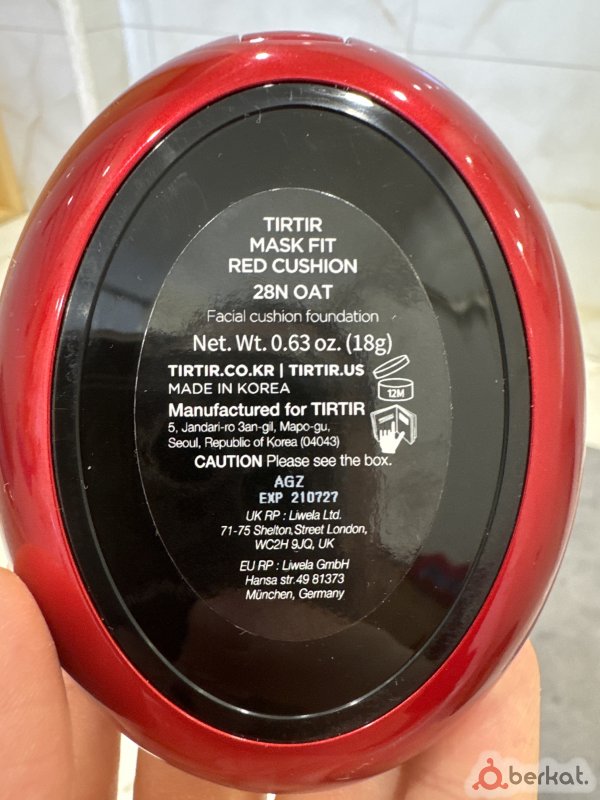 TIRTIR
MASK FIT
RED CUSHION
28N OAT
Facial cushion foundation
Net. Wt. 0.63 oz. (18g)
TIRTIR.CO.KR | TIRTIR.US
MADE IN KOREA
12M
Manufactured for TIRTIR
5, Jandari-ro 3an-gil, Mapo-gu,
Seoul, Republic of Korea (04043)
CAUTION Please see the box.
AGZ
EXP 210727
UK RP : Liwela Ltd.
71-75 Shelton, Street London,
WC2H 9JQ, UK
EU RP : Liwela GmbH
Hansa str. 49 81373
München, Germany
berkat.